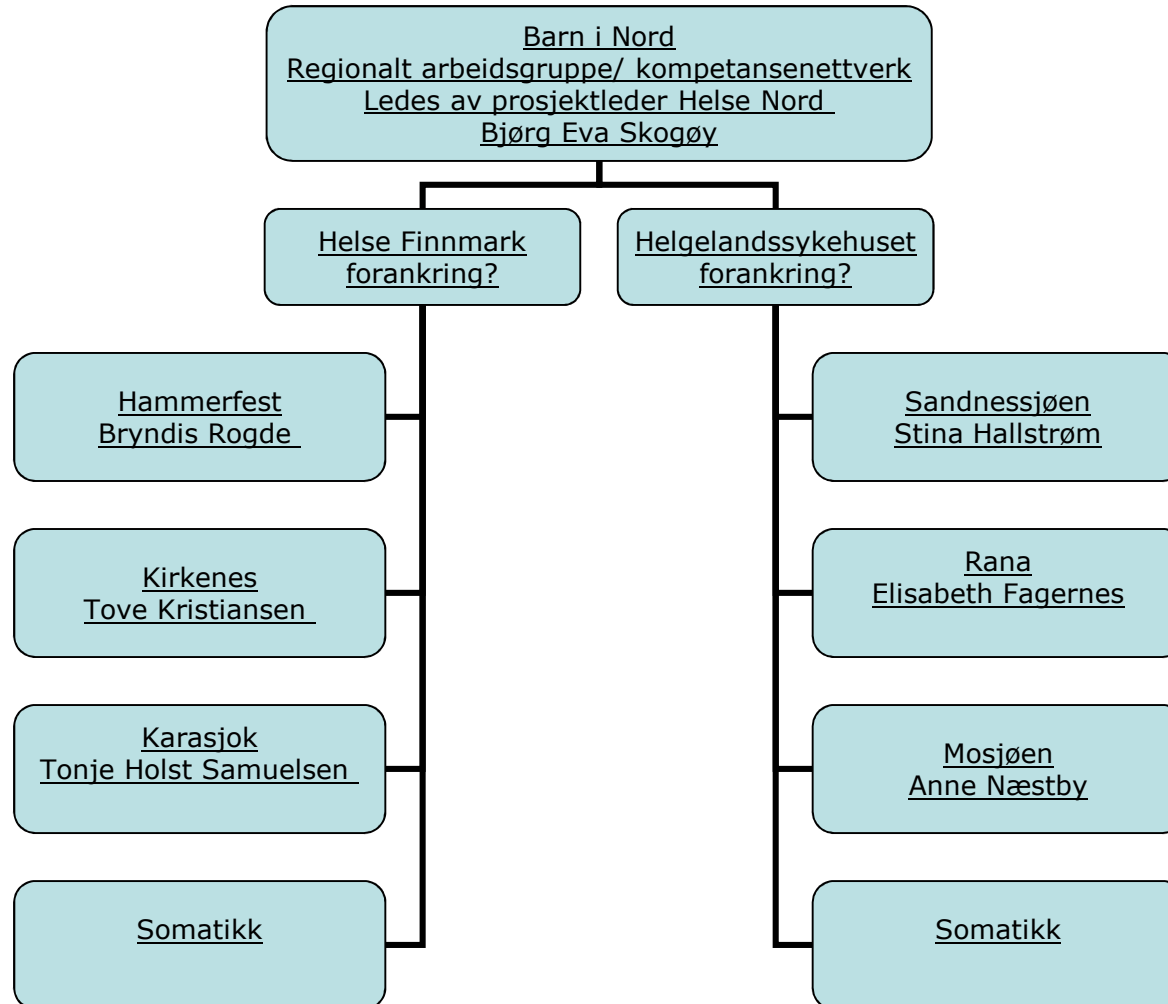 Barn i Nord
Regionalt arbeidsgruppe/ kompetansenettverk
Ledes av prosjektleder Helse Nord
Bjørg Eva Skogøy
Helse Finnmark
forankring?
Helgelandssykehuset
forankring?
Hammerfest
Bryndis Rogde
Kirkenes
Tove Kristiansen
Karasjok
Tonje Holst Samuelsen
Somatikk
Sandnessjøen
Stina Hallstrøm
Rana
Elisabeth Fagernes
Mosjøen
Anne Næstby
Somatikk